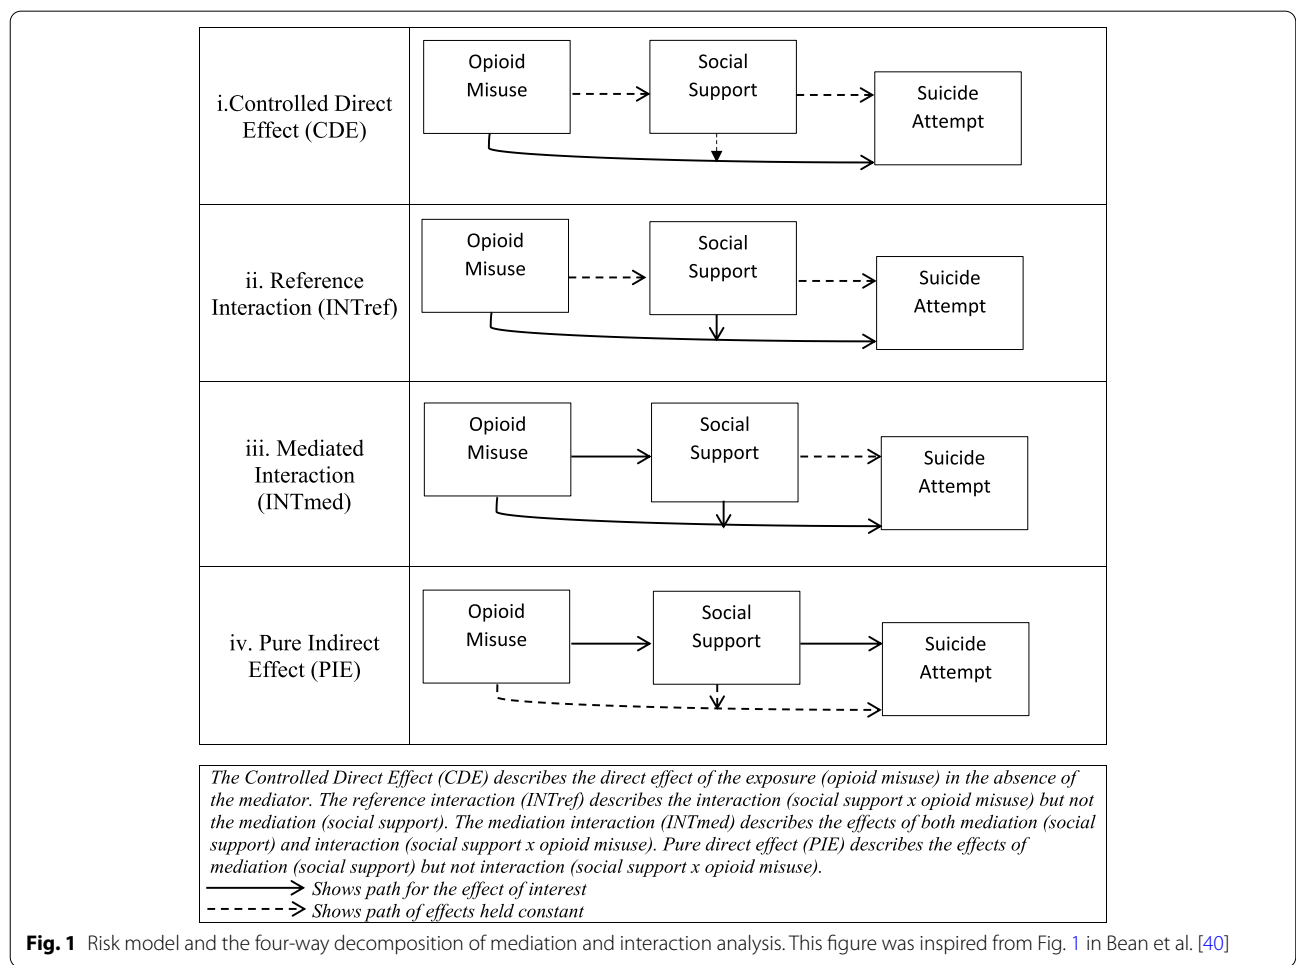 i.Controlled Direct
Effect (CDE)
Opioid
Misuse
Social
Support
Suicide
Attempt
ii. Reference
Interaction (INTref)
Opioid
Misuse
Social
Support
Suicide
Attempt
iii. Mediated
Interaction
(INTmed)
Opioid
Misuse
Social
Support
Suicide
Attempt
iv. Pure Indirect
Effect (PIE)
Opioid
Misuse
Social
Support
Suicide
Attempt
The Controlled Direct Effect (CDE) describes the direct effect of the exposure (opioid misuse) in the absence of
the mediator. The reference interaction (INTref) describes the interaction (social support x opioid misuse) but not
the mediation (social support). The mediation interaction (INTmed) describes the effects of both mediation (social
support) and interaction (social support x opioid misuse). Pure direct effect (PIE) describes the effects of
mediation (social support) but not interaction (social support x opioid misuse).
Shows path for the effect of interest
Shows path of effects held constant
Fig. 1 Risk model and the four-way decomposition of mediation and interaction analysis. This figure was inspired from Fig. 1 in Bean et al. [40]